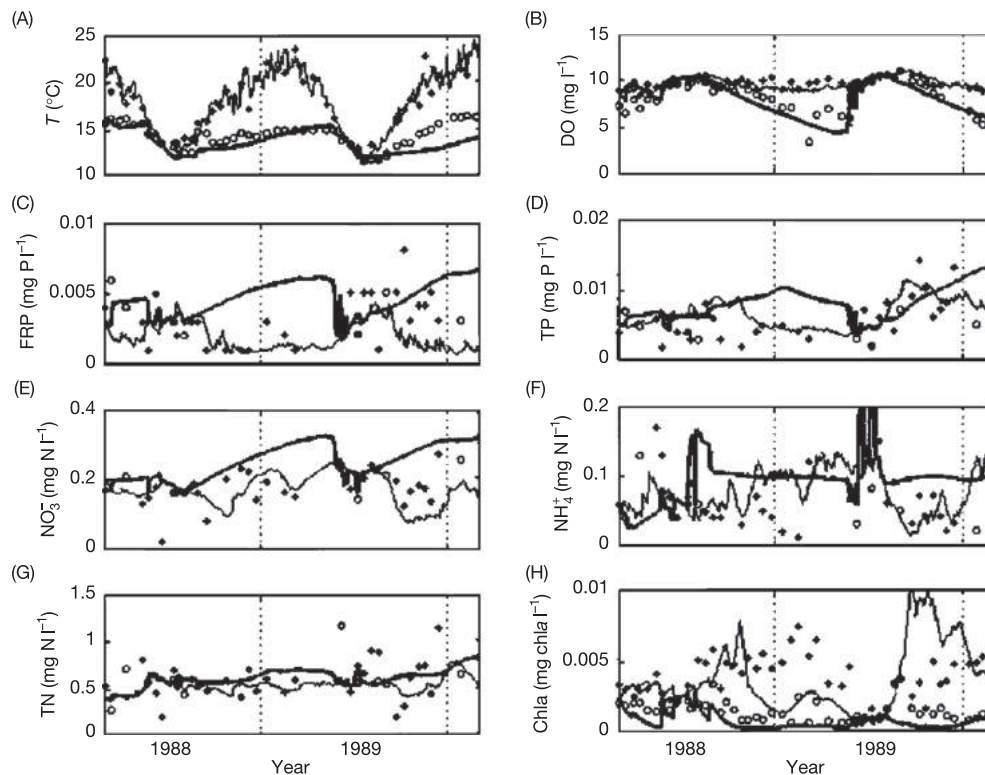 (A)
25
20
15
10
T (°C)
(B)
15
10
5
0
DO (mg l⁻¹)
(C)
0.01
0.005
0
FRP (mg P l⁻¹)
(D)
0.02
0.01
0
TP (mg P l⁻¹)
(E)
0.4
0.2
0
NO₃⁻ (mg N l⁻¹)
(F)
0.2
0.1
0
NH₄⁺ (mg N l⁻¹)
(G)
1.5
1
0.5
0
TN (mg N l⁻¹)
1988 1989
Year
(H)
0.01
0.005
0
Chla (mg chla l⁻¹)
1988 1989
Year